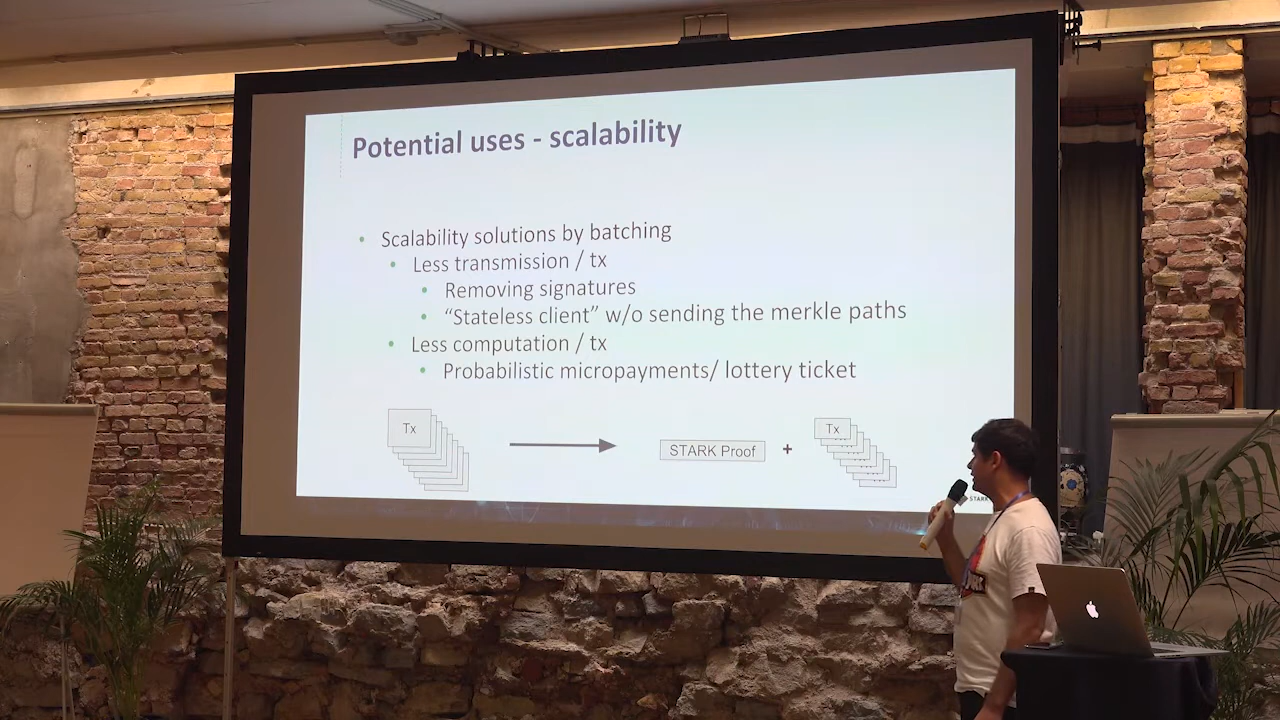 Potential uses - scalability
• Scalability solutions by batching
• Less transmission / tx
• Removing signatures
• “Stateless client” w/o sending the merkle paths
• Less computation / tx
• Probabilistic micropayments/ lottery ticket
Tx
STARK Proof
+
Tx
STARK